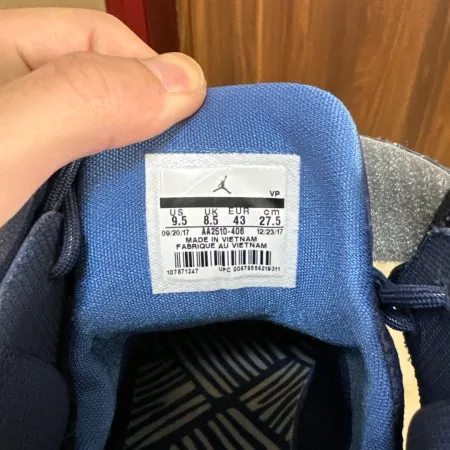 VP
US UK EUR cm
9.5 8.5 43 27.5
09/20/17 AA2510-406 12/23/17
MADE IN VIETNAM
FABRIQUE AU VIETNAM
107871247 UPC 00679556219311